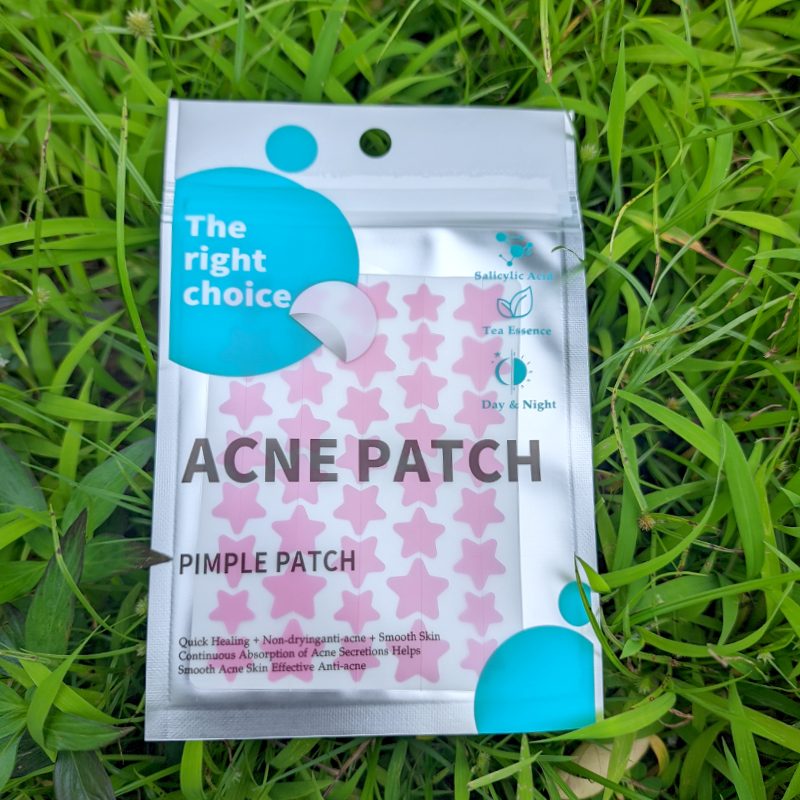 The
right
choice
Salicylic Acid
Tea Essence
Day & Night
ACNE PATCH
PIMPLE PATCH
Quick Healing + Non-dryinganti-acne + Smooth Skin
Continuous Absorption of Acne Secretions Helps
Smooth Acne Skin Effective Anti-acne